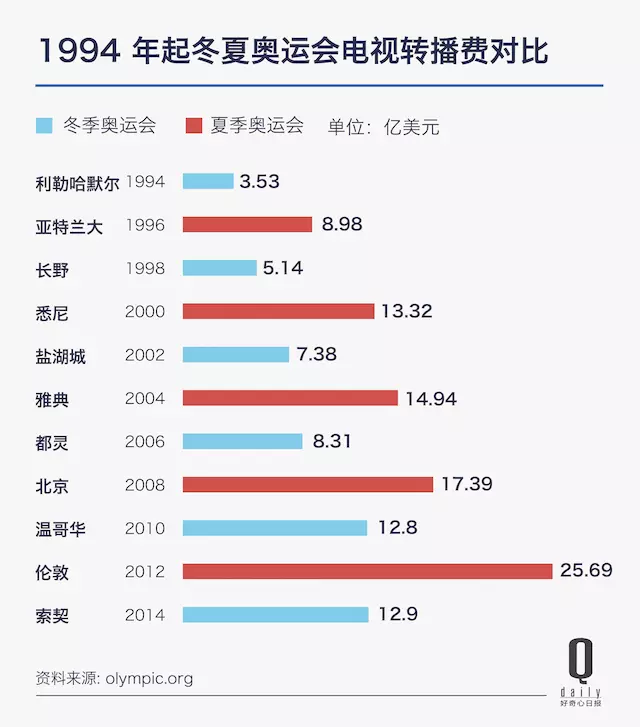 1994 年起冬夏奥运会电视转播费对比
冬季奥运会 夏季奥运会 单位：亿美元
利勒哈默尔 1994 3.53
亚特兰大 1996 8.98
长野 1998 5.14
悉尼 2000 13.32
盐湖城 2002 7.38
雅典 2004 14.94
都灵 2006 8.31
北京 2008 17.39
温哥华 2010 12.8
伦敦 2012 25.69
索契 2014 12.9
资料来源: olympic.org
Q
daily
好奇心日报